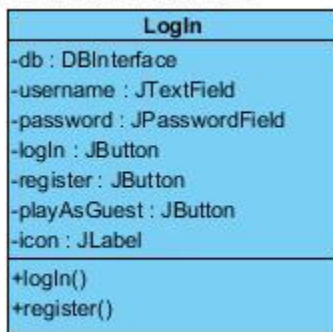 LogIn
-db : DBInterface
-username : JTextField
-password : JPasswordField
-logIn : JButton
-register : JButton
-playAsGuest : JButton
-icon : JLabel
+logIn()
+register()